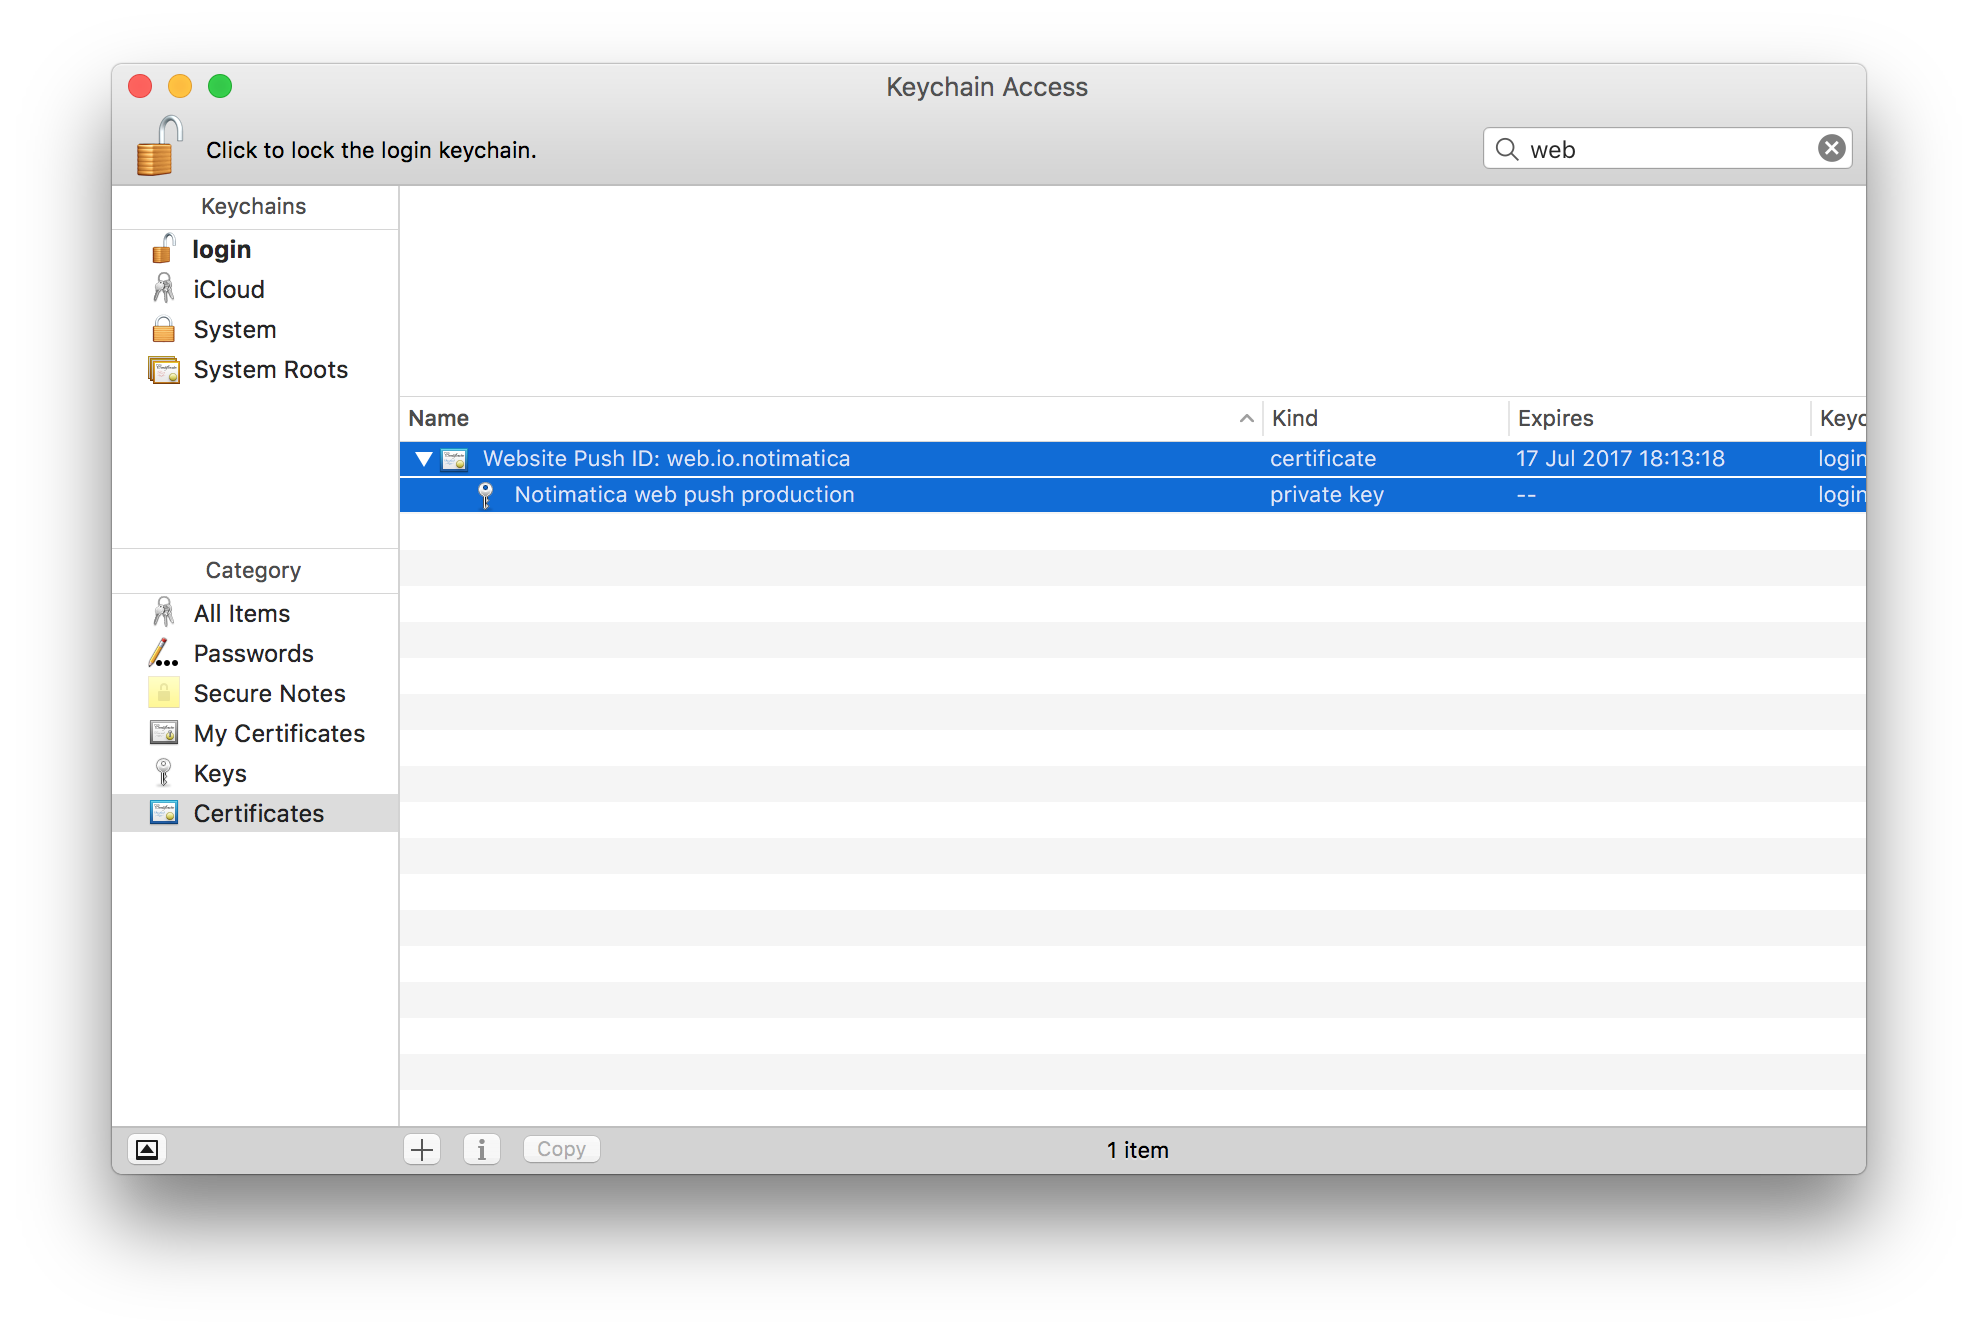 Keychain Access
Click to lock the login keychain.
web
Keychains
login
iCloud
System
System Roots
Name Kind Expires Keyc
Website Push ID: web.io.notimatica certificate 17 Jul 2017 18:13:18 login
Notimatica web push production private key -- login
Category
All Items
Passwords
Secure Notes
My Certificates
Keys
Certificates
Copy
1 item